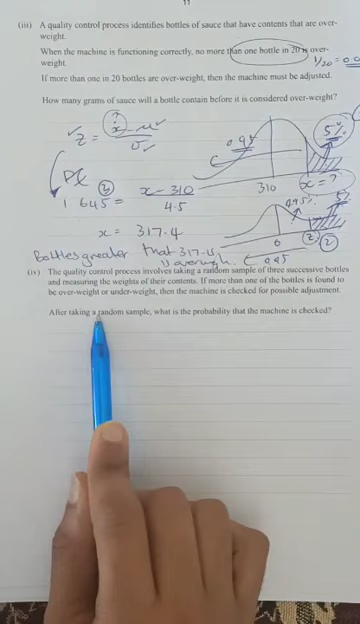 11
(iii) A quality control process identifies bottles of sauce that have contents that are over-
weight.
When the machine is functioning correctly, no more than one bottle in 20 is over-
weight.
1/20 = 0.0
If more than one in 20 bottles are over-weight, then the machine must be adjusted.
How many grams of sauce will a bottle contain before it is considered overweight?
z = x - μ
σ
?
0.95
5%
310
x = ?
1.645 = x - 310
4.5
x = 317.4
0.95
0
z
Bottles greater that 317.4
is overweigh.
(iv) The quality control process involves taking a random sample of three successive bottles
and measuring the weights of their contents. If more than one of the bottles is found to
be over-weight or under-weight, then the machine is checked for possible adjustment.
After taking a random sample, what is the probability that the machine is checked?